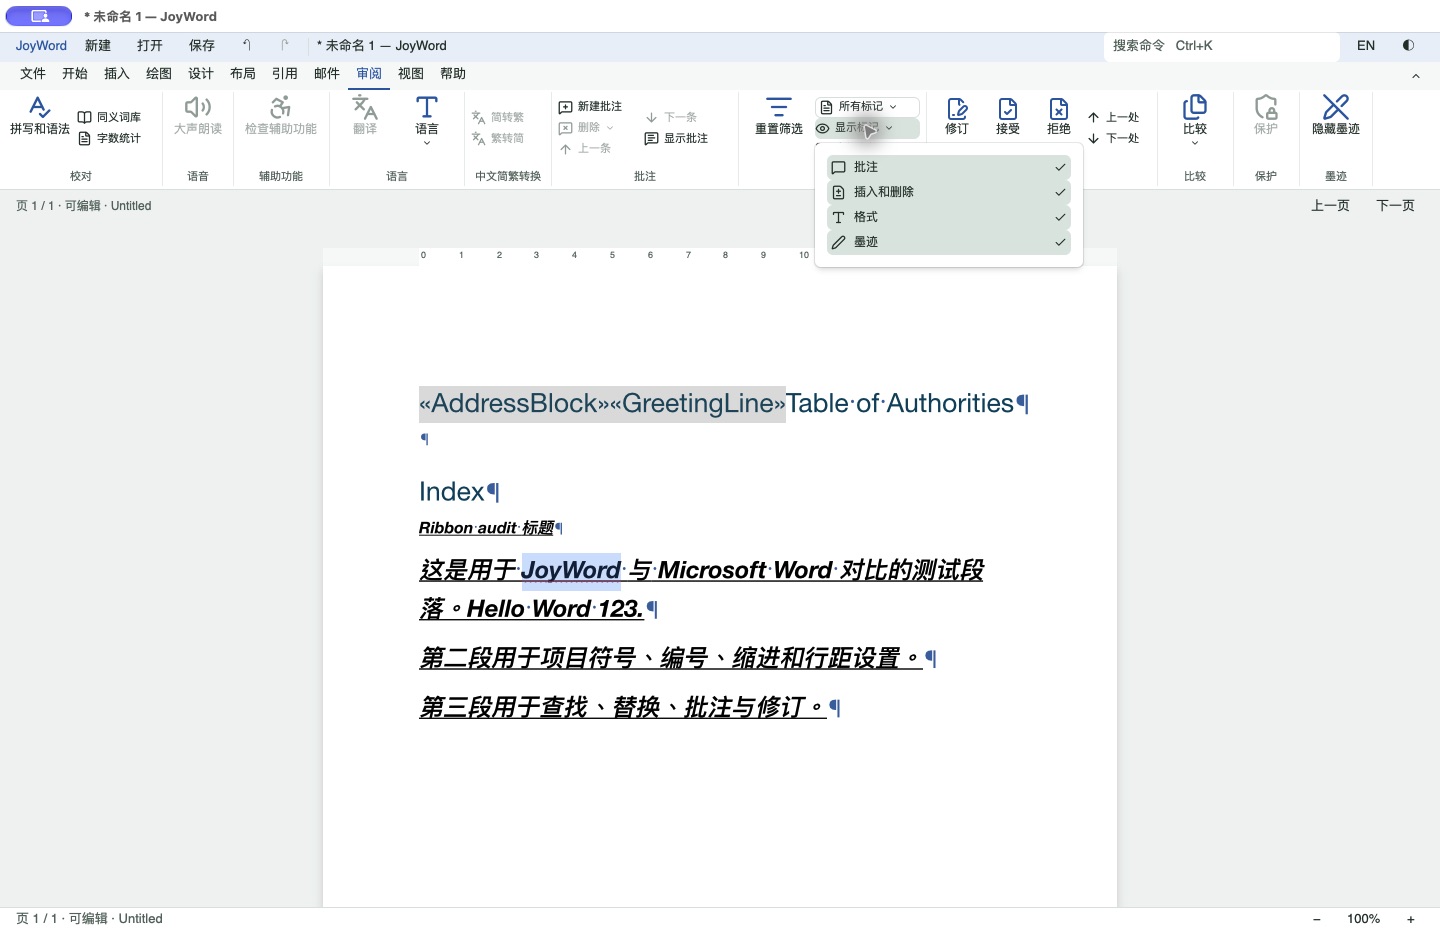 * 未命名 1 — JoyWord
JoyWord 新建 打开 保存 * 未命名 1 — JoyWord 搜索命令 Ctrl+K EN
文件 开始 插入 绘图 设计 布局 引用 邮件 审阅 视图 帮助
拼写和语法 同义词库 字数统计 校对
大声朗读 语音
检查辅助功能 辅助功能
翻译 语言 语言
简转繁 繁转简 中文简繁转换
新建批注 删除 上一条 下一条 显示批注 批注
重置筛选 所有标记 显示标记
修订 接受 拒绝 上一处 下一处
比较 比较
保护 保护
隐藏墨迹 墨迹
批注
插入和删除
格式
墨迹
页 1 / 1 · 可编辑 · Untitled 上一页 下一页
0 1 2 3 4 5 6 7 8 9 10
«AddressBlock»«GreetingLine»Table·of·Authorities¶
¶
Index¶
Ribbon·audit·标题¶
这是用于·JoyWord·与·Microsoft·Word·对比的测试段
落。Hello·Word·123.¶
第二段用于项目符号、编号、缩进和行距设置。¶
第三段用于查找、替换、批注与修订。¶
页 1 / 1 · 可编辑 · Untitled − 100% +